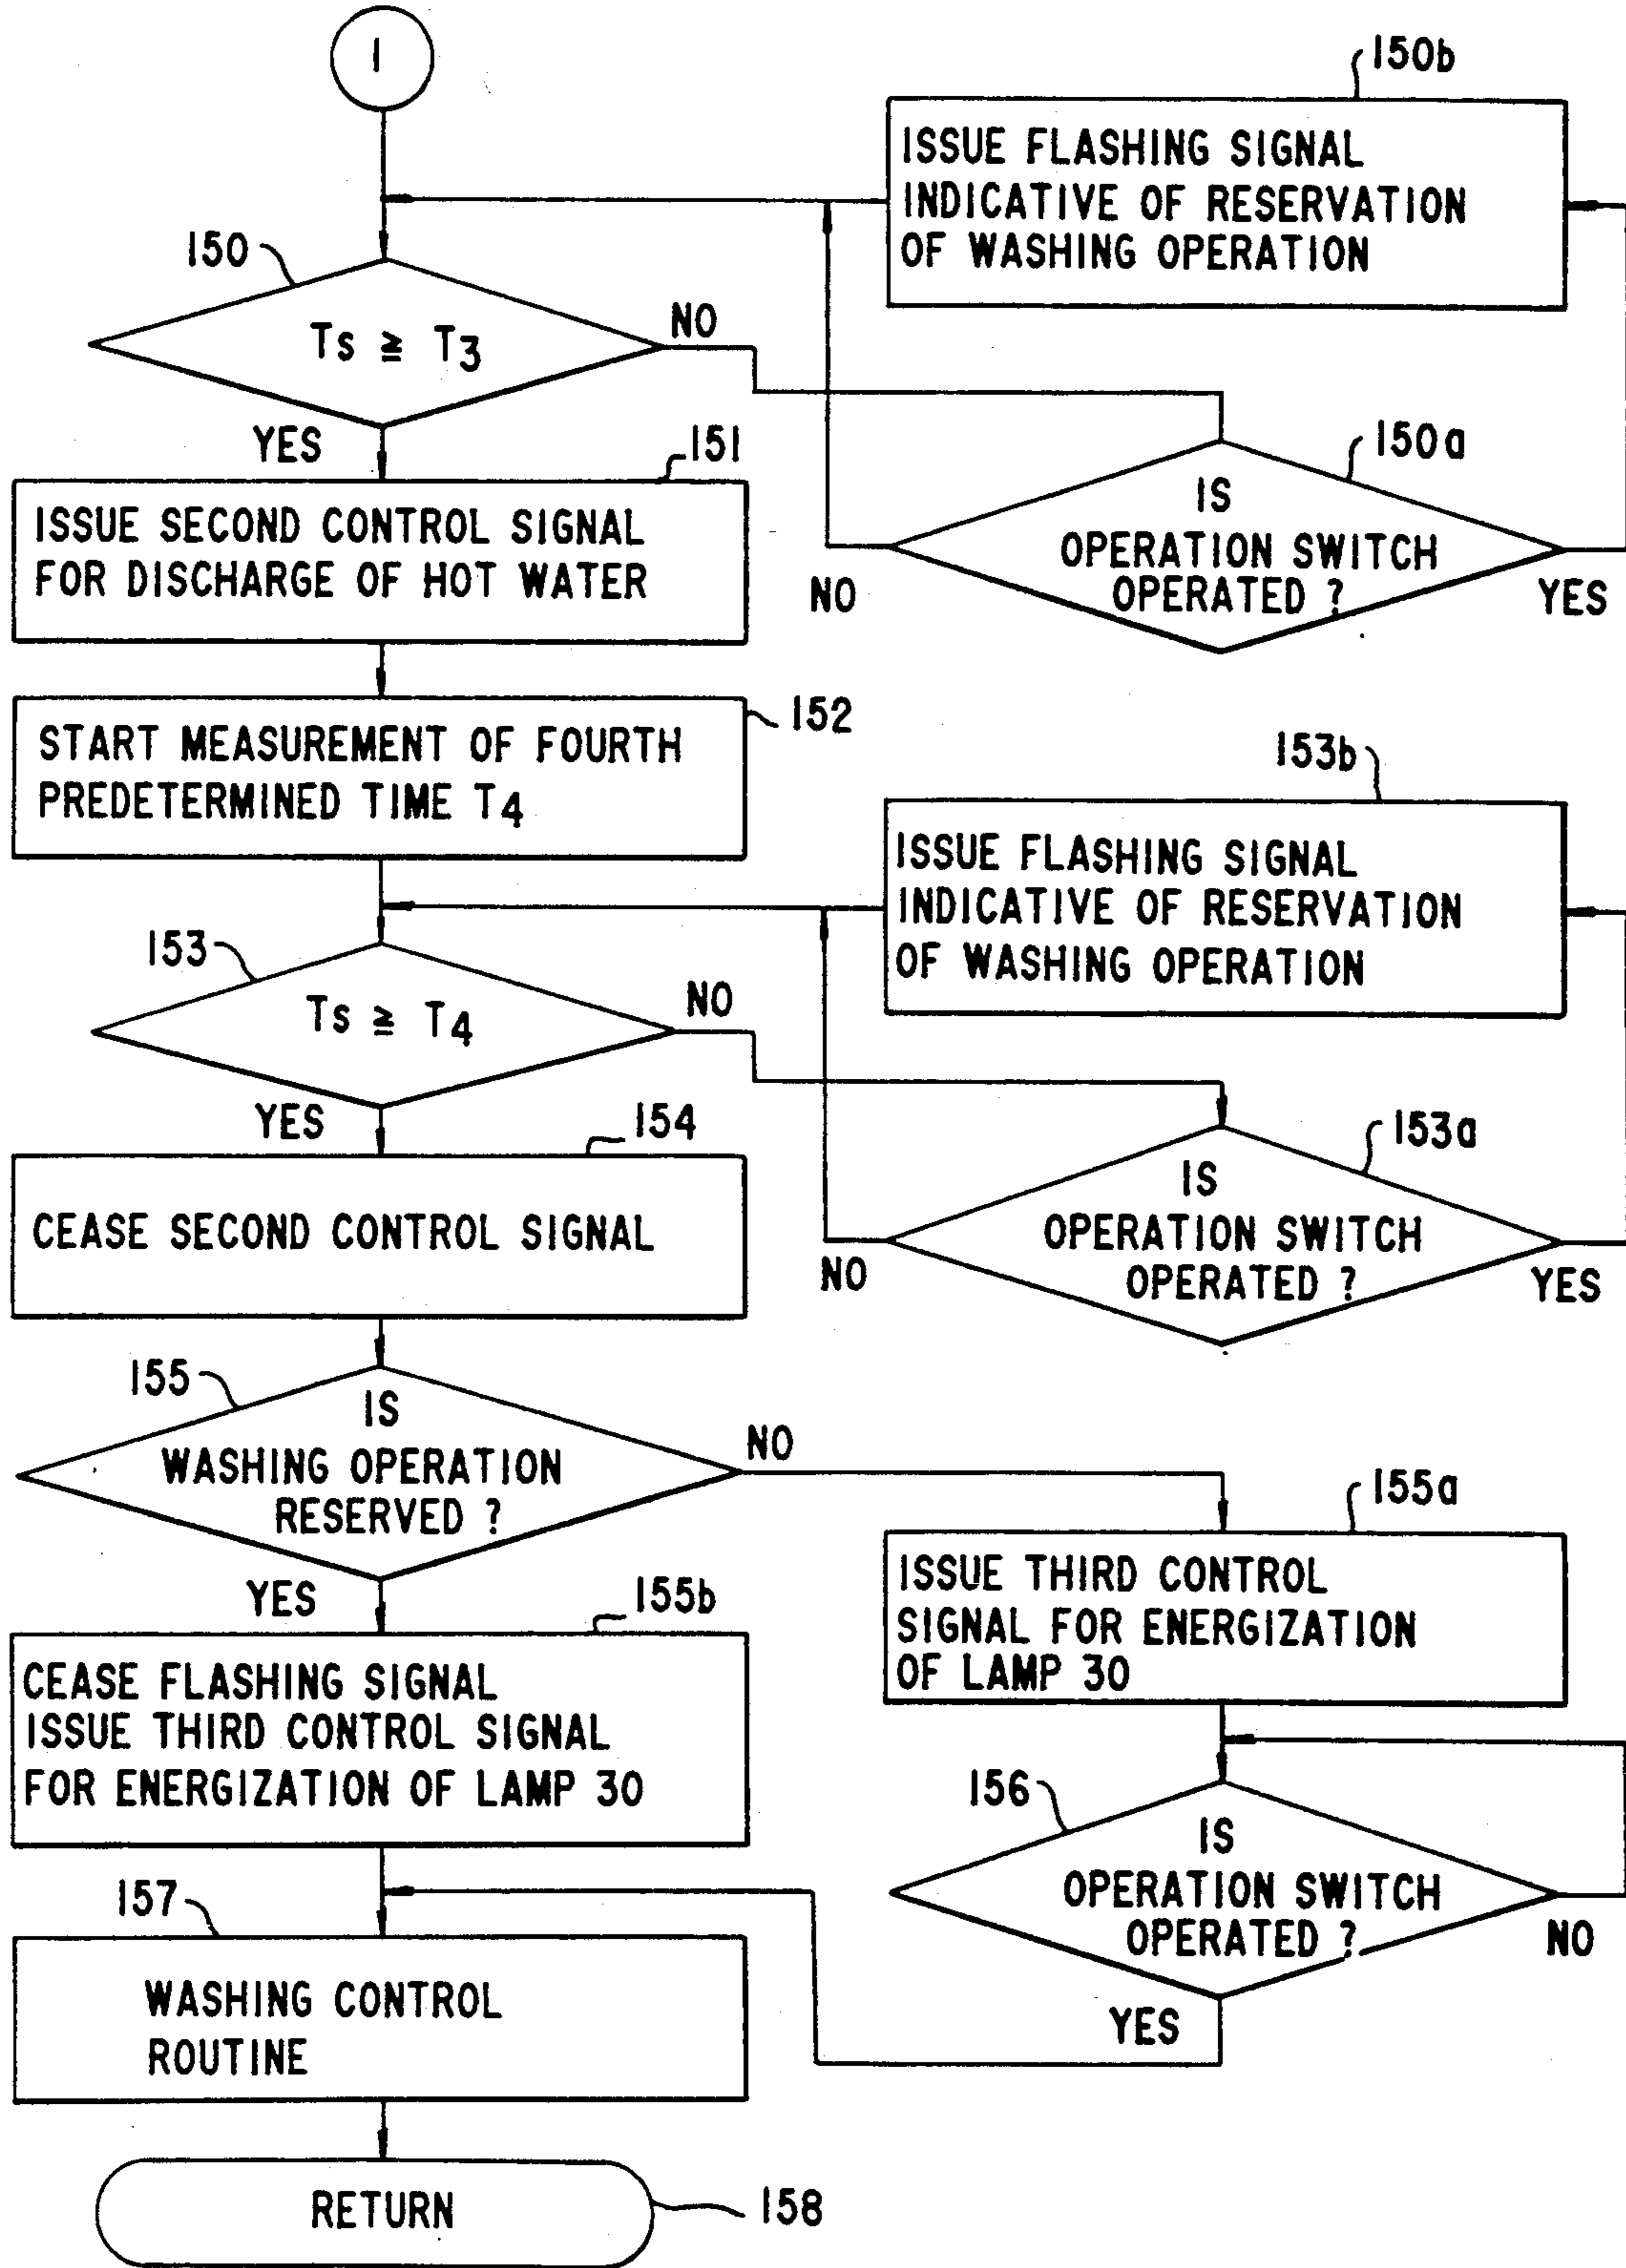 1
150b
ISSUE FLASHING SIGNAL
INDICATIVE OF RESERVATION
OF WASHING OPERATION
150
Ts ≧ T3
NO
YES
150a
IS
OPERATION SWITCH
OPERATED ?
NO
YES
151
ISSUE SECOND CONTROL SIGNAL
FOR DISCHARGE OF HOT WATER
152
START MEASUREMENT OF FOURTH
PREDETERMINED TIME T4
153b
ISSUE FLASHING SIGNAL
INDICATIVE OF RESERVATION
OF WASHING OPERATION
153
Ts ≧ T4
NO
YES
153a
IS
OPERATION SWITCH
OPERATED ?
NO
YES
154
CEASE SECOND CONTROL SIGNAL
155
IS
WASHING OPERATION
RESERVED ?
NO
YES
155a
ISSUE THIRD CONTROL
SIGNAL FOR ENERGIZATION
OF LAMP 30
155b
CEASE FLASHING SIGNAL
ISSUE THIRD CONTROL SIGNAL
FOR ENERGIZATION OF LAMP 30
156
IS
OPERATION SWITCH
OPERATED ?
NO
YES
157
WASHING CONTROL
ROUTINE
RETURN
158